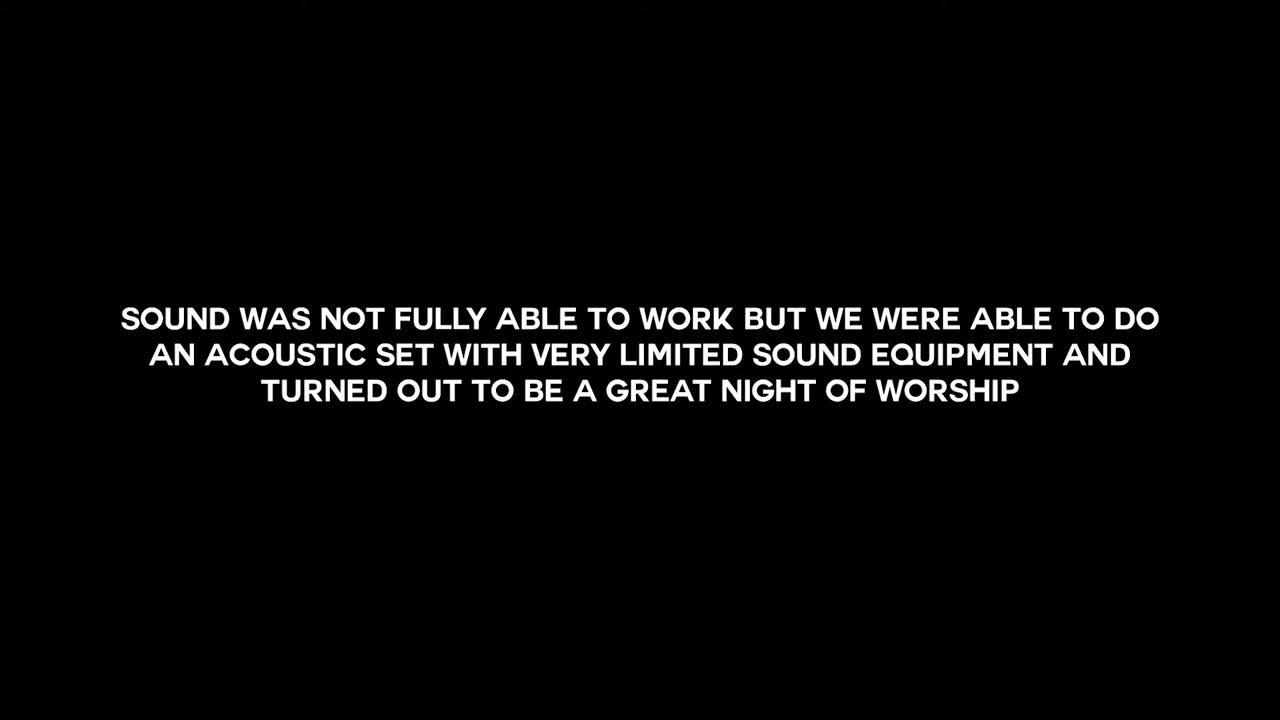 SOUND WAS NOT FULLY ABLE TO WORK BUT WE WERE ABLE TO DO
AN ACOUSTIC SET WITH VERY LIMITED SOUND EQUIPMENT AND
TURNED OUT TO BE A GREAT NIGHT OF WORSHIP